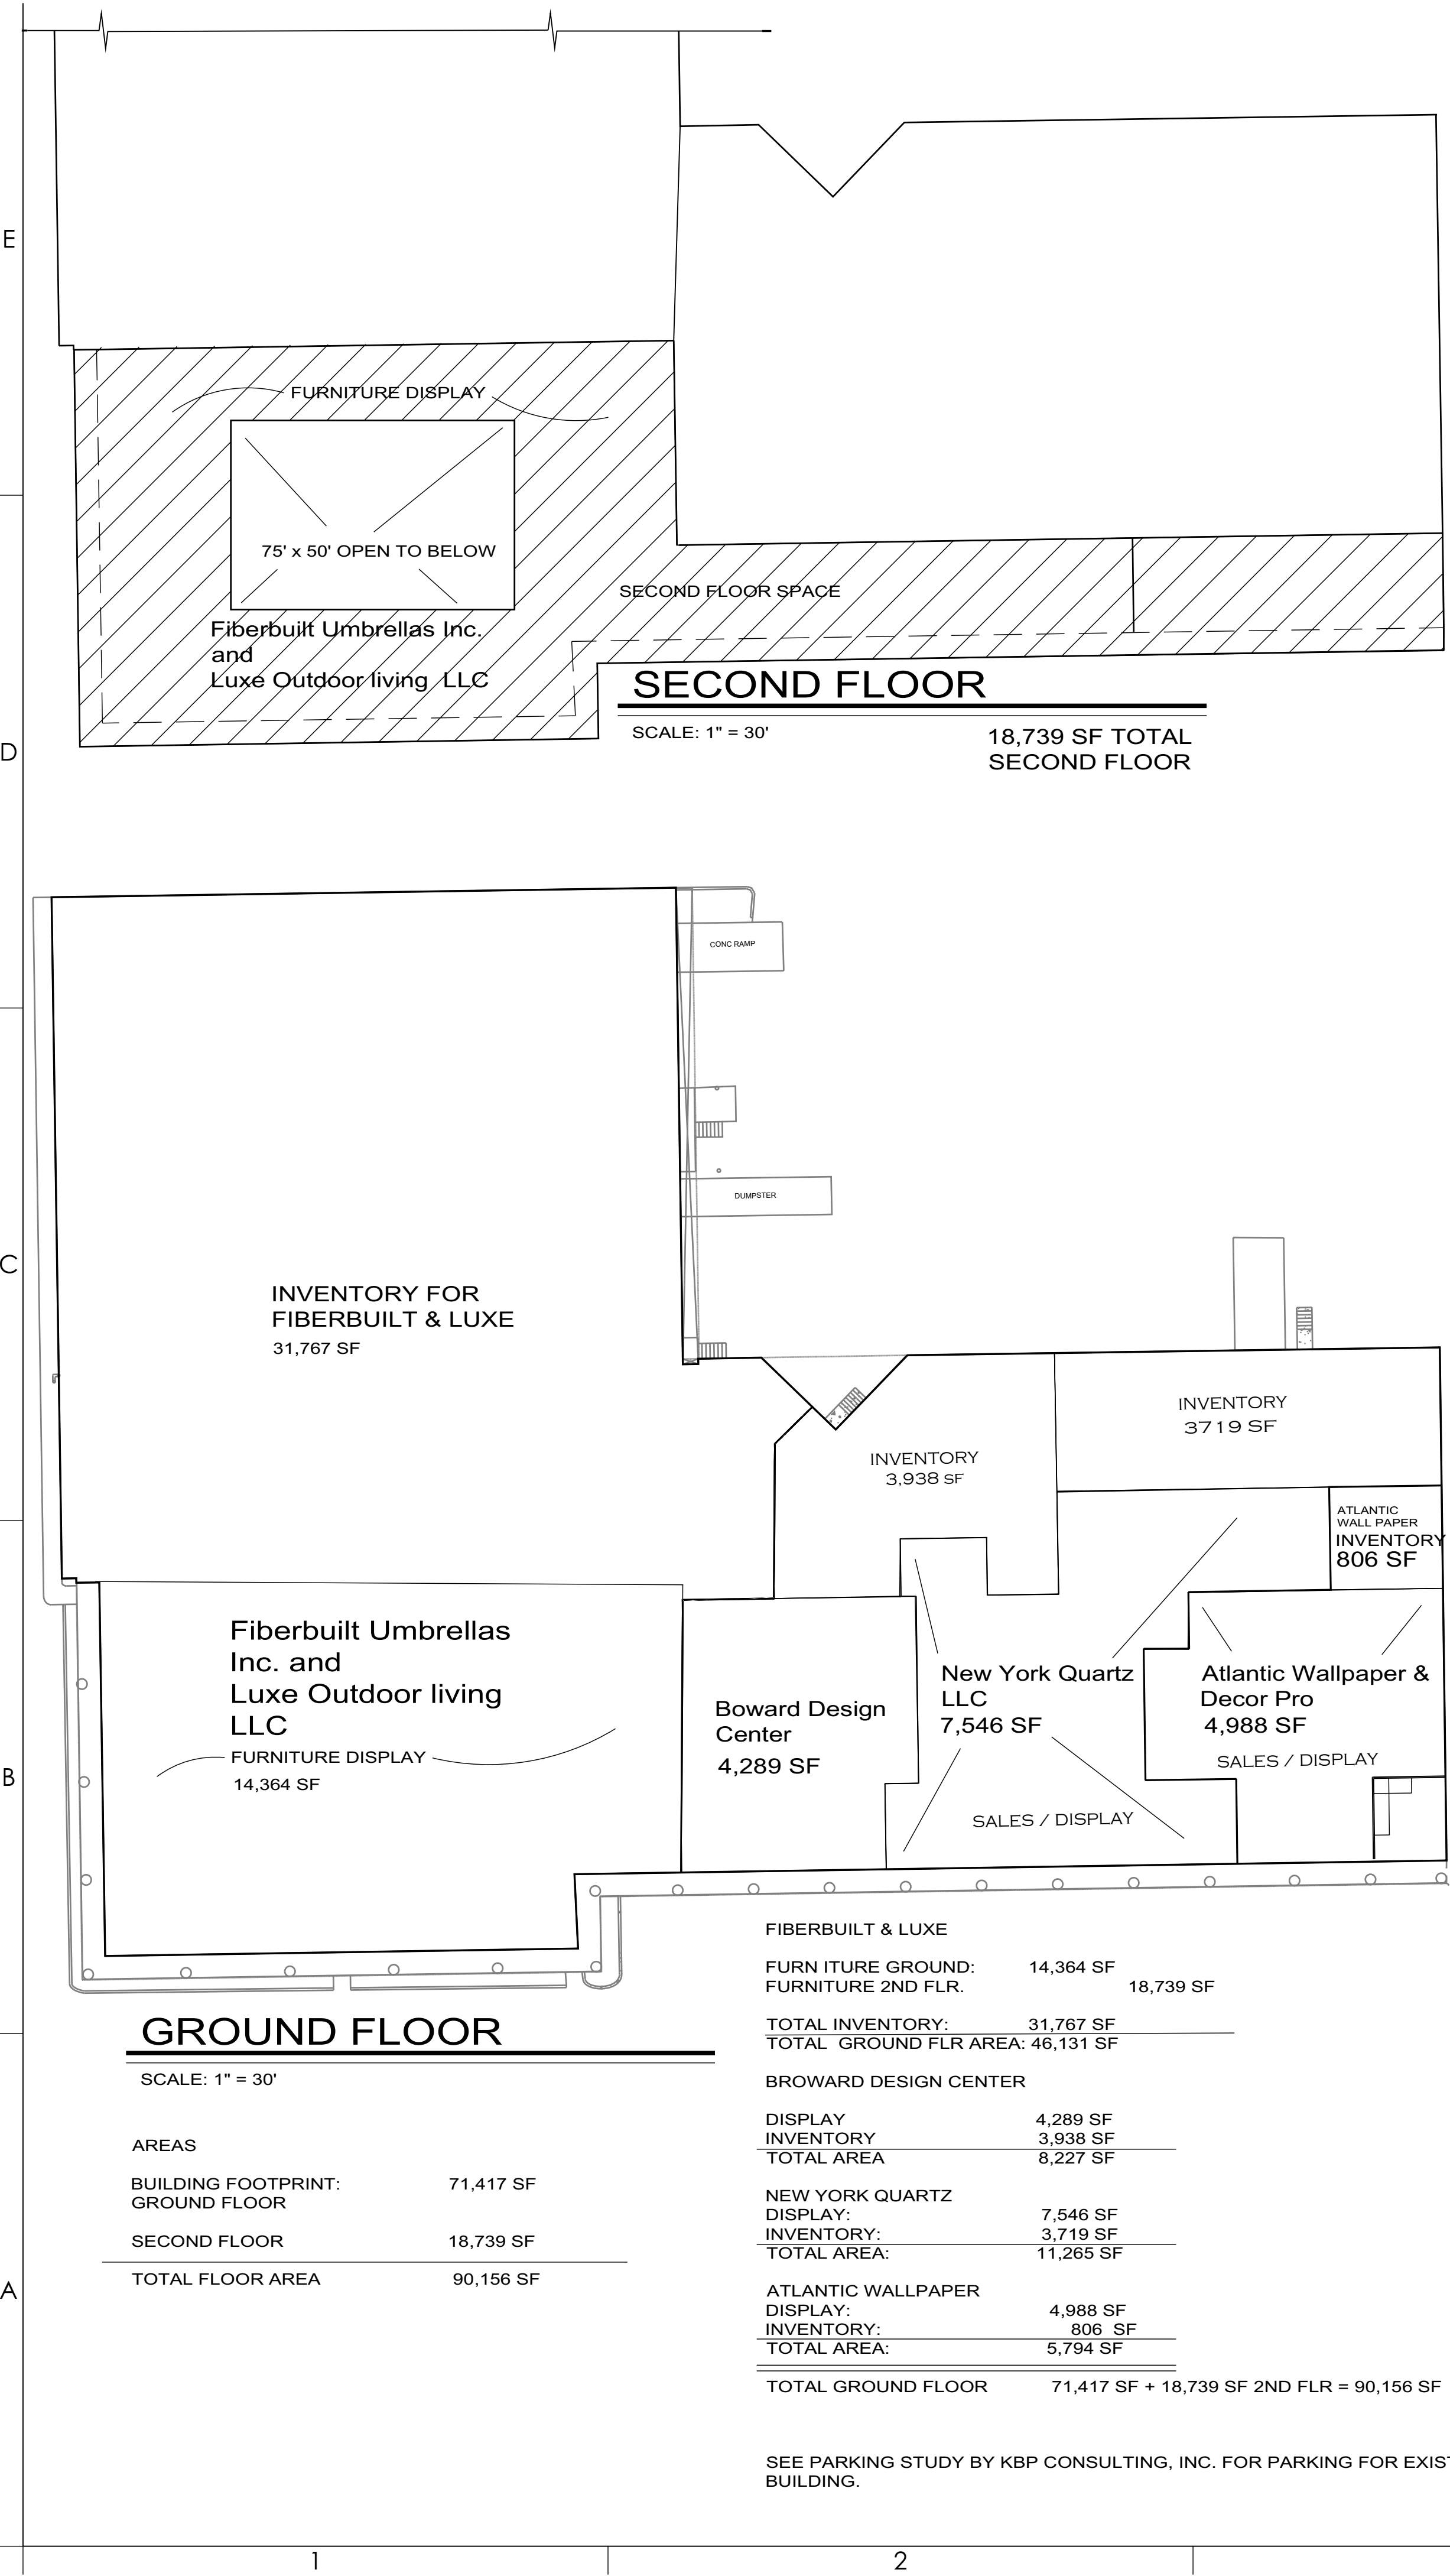 E
FURNITURE DISPLAY
75' x 50' OPEN TO BELOW
SECOND FLOOR SPACE
Fiberbuilt Umbrellas Inc.
and
Luxe Outdoor living LLC
SECOND FLOOR
SCALE: 1" = 30'
18,739 SF TOTAL
SECOND FLOOR
D
CONC RAMP
DUMPSTER
C
INVENTORY FOR
FIBERBUILT & LUXE
31,767 SF
INVENTORY
3719 SF
INVENTORY
3,938 SF
ATLANTIC
WALL PAPER
INVENTORY
806 SF
Fiberbuilt Umbrellas
Inc. and
Luxe Outdoor living
LLC
FURNITURE DISPLAY
14,364 SF
Boward Design
Center
4,289 SF
New York Quartz
LLC
7,546 SF
SALES / DISPLAY
Atlantic Wallpaper &
Decor Pro
4,988 SF
SALES / DISPLAY
B
GROUND FLOOR
SCALE: 1" = 30'
AREAS
BUILDING FOOTPRINT: 71,417 SF
GROUND FLOOR
SECOND FLOOR 18,739 SF
TOTAL FLOOR AREA 90,156 SF
A
FIBERBUILT & LUXE
FURN ITURE GROUND: 14,364 SF
FURNITURE 2ND FLR. 18,739 SF
TOTAL INVENTORY: 31,767 SF
TOTAL GROUND FLR AREA: 46,131 SF
BROWARD DESIGN CENTER
DISPLAY 4,289 SF
INVENTORY 3,938 SF
TOTAL AREA 8,227 SF
NEW YORK QUARTZ
DISPLAY: 7,546 SF
INVENTORY: 3,719 SF
TOTAL AREA: 11,265 SF
ATLANTIC WALLPAPER
DISPLAY: 4,988 SF
INVENTORY: 806 SF
TOTAL AREA: 5,794 SF
TOTAL GROUND FLOOR 71,417 SF + 18,739 SF 2ND FLR = 90,156 SF
SEE PARKING STUDY BY KBP CONSULTING, INC. FOR PARKING FOR
BUILDING.
1
2